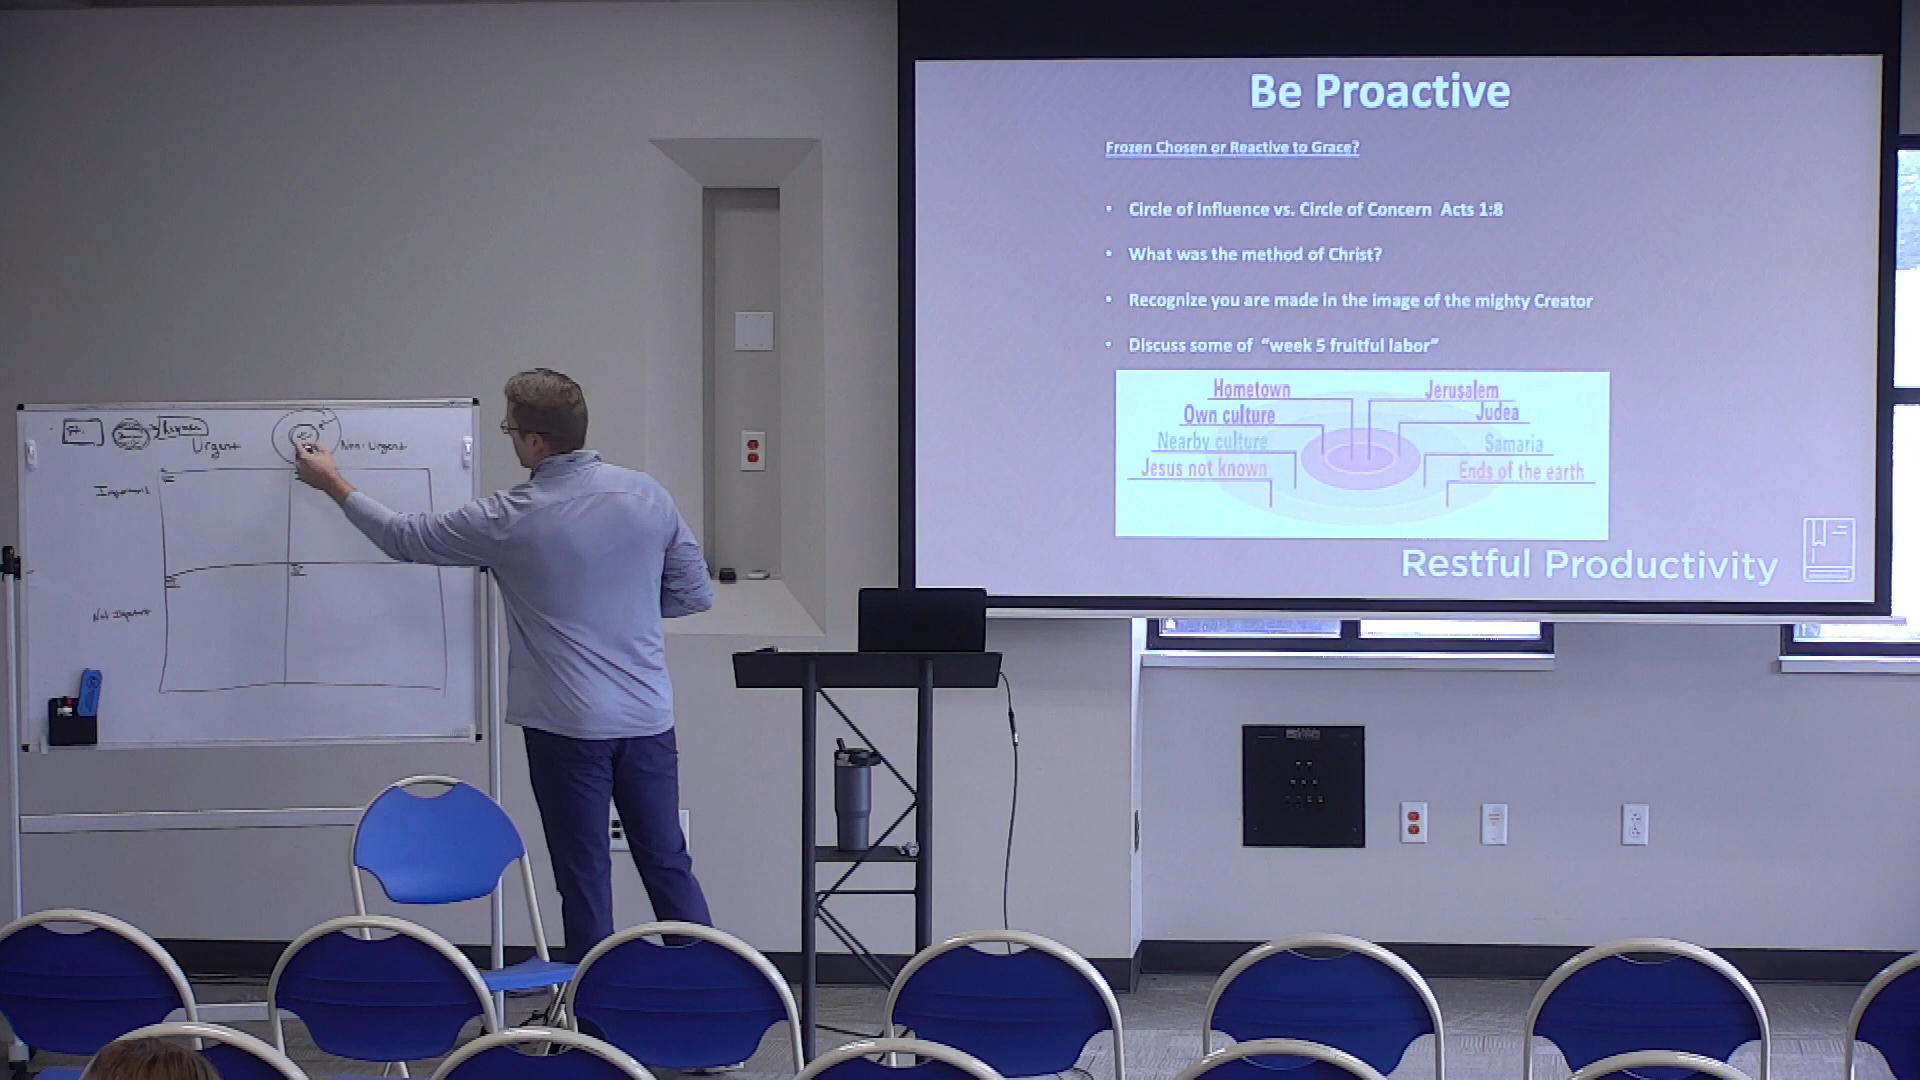 Be Proactive
Frozen Chosen or Reactive to Grace?
• Circle of Influence vs. Circle of Concern Acts 1:8
• What was the method of Christ?
• Recognize you are made in the image of the mighty Creator
• Discuss some of "week 5 fruitful labor"
Hometown Jerusalem
Own culture Judea
Nearby culture Samaria
Jesus not known Ends of the earth
Restful Productivity
Urgent Non-Urgent
Important
Not Important